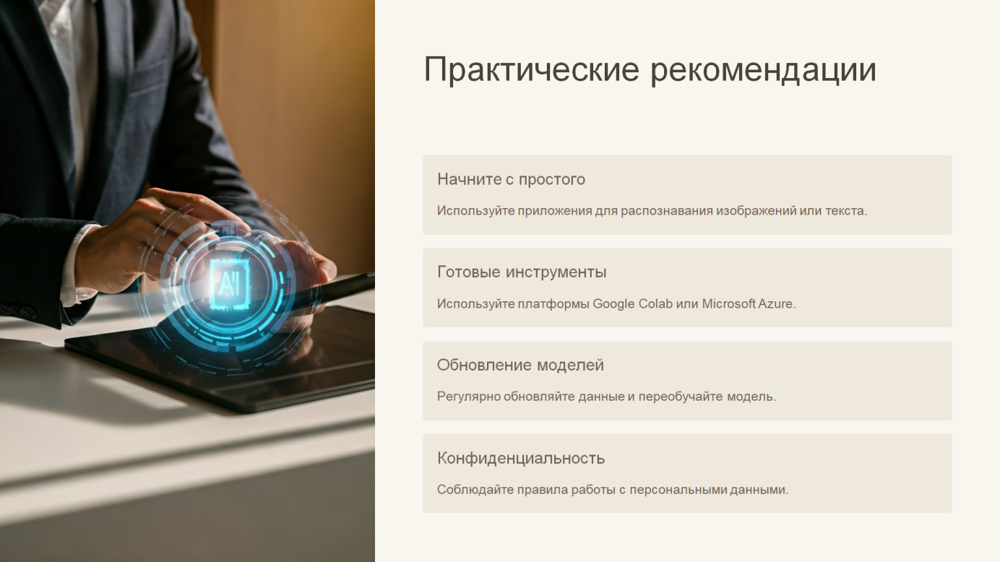 Практические рекомендации
Начните с простого
Используйте приложения для распознавания изображений или текста.
Готовые инструменты
Используйте платформы Google Colab или Microsoft Azure.
Обновление моделей
Регулярно обновляйте данные и переобучайте модель.
Конфиденциальность
Соблюдайте правила работы с персональными данными.